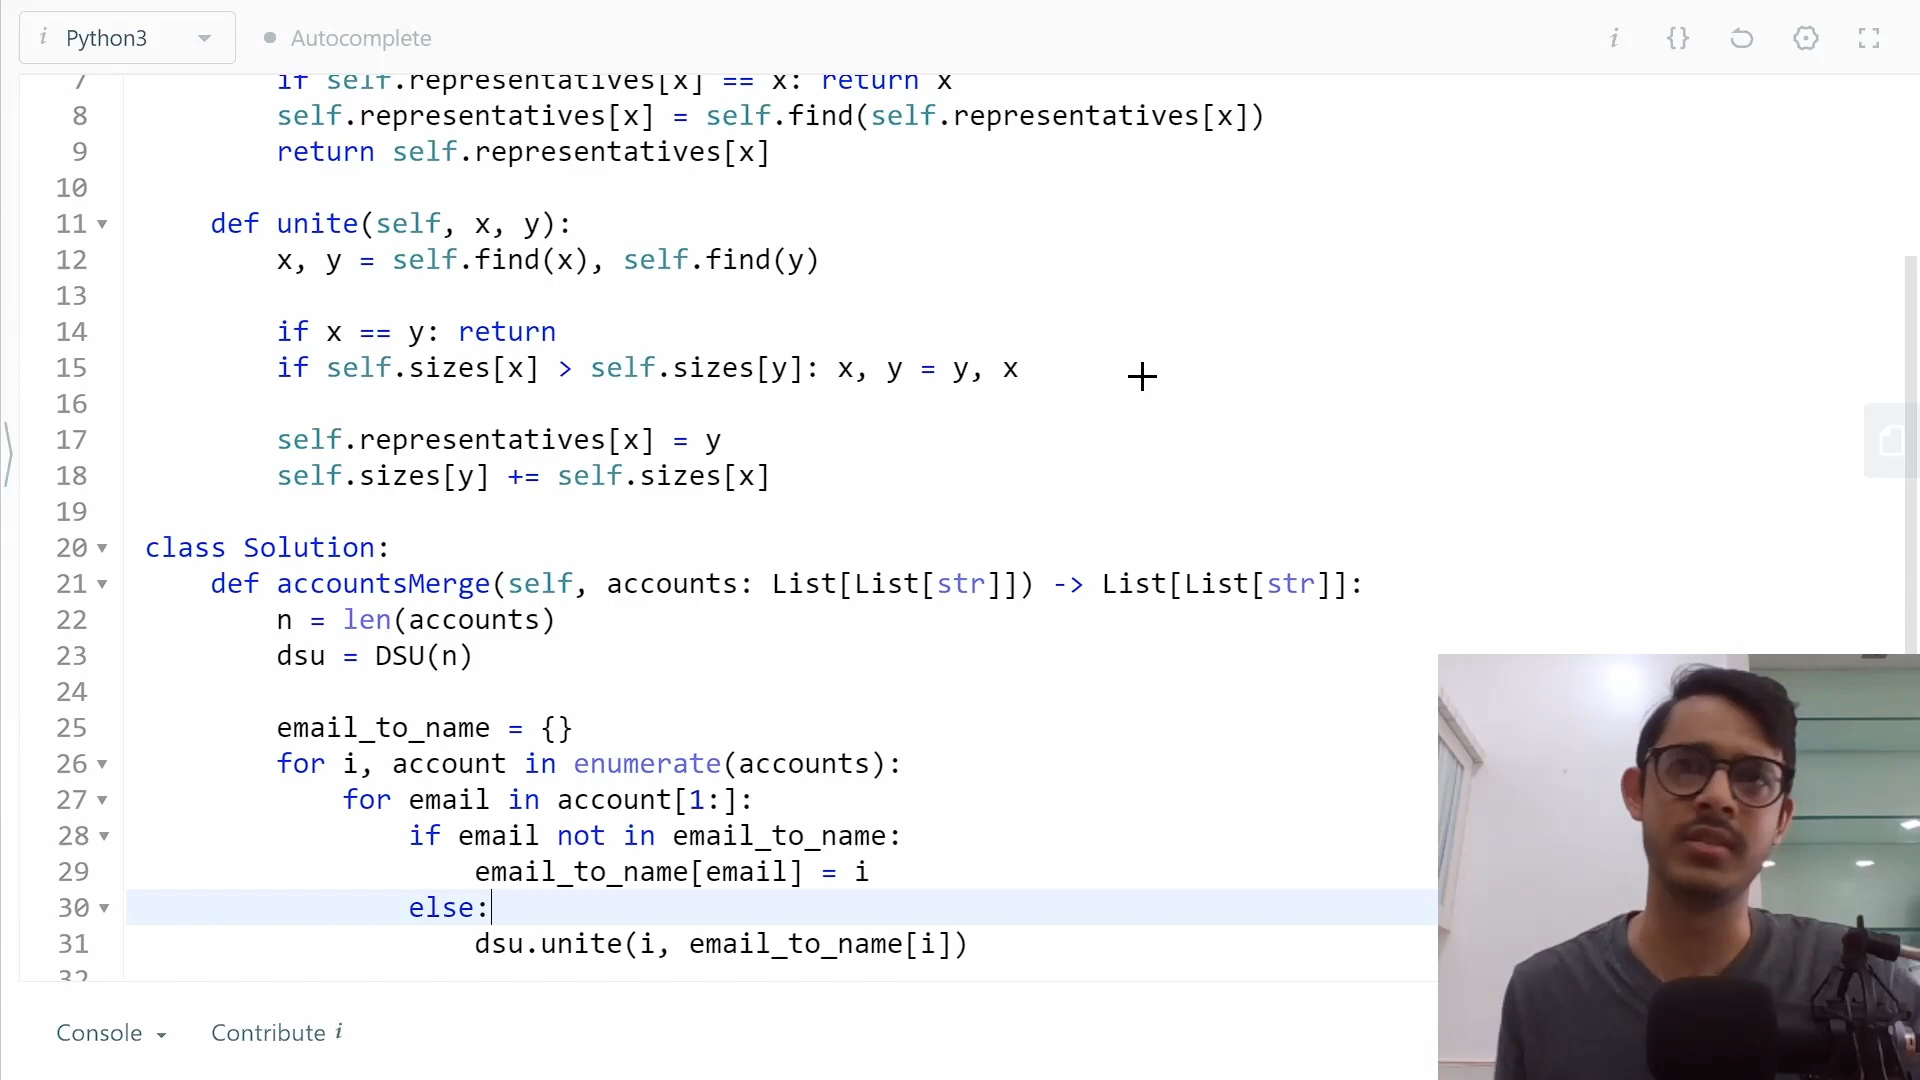 i Python3 Autocomplete i {}
7 if self.representatives[x] == x: return x
8 self.representatives[x] = self.find(self.representatives[x])
9 return self.representatives[x]
10
11 def unite(self, x, y):
12 x, y = self.find(x), self.find(y)
13
14 if x == y: return
15 if self.sizes[x] > self.sizes[y]: x, y = y, x
16
17 self.representatives[x] = y
18 self.sizes[y] += self.sizes[x]
19
20 class Solution:
21 def accountsMerge(self, accounts: List[List[str]]) -> List[List[str]]:
22 n = len(accounts)
23 dsu = DSU(n)
24
25 email_to_name = {}
26 for i, account in enumerate(accounts):
27 for email in account[1:]:
28 if email not in email_to_name:
29 email_to_name[email] = i
30 else:
31 dsu.unite(i, email_to_name[i])
32
Console Contribute i